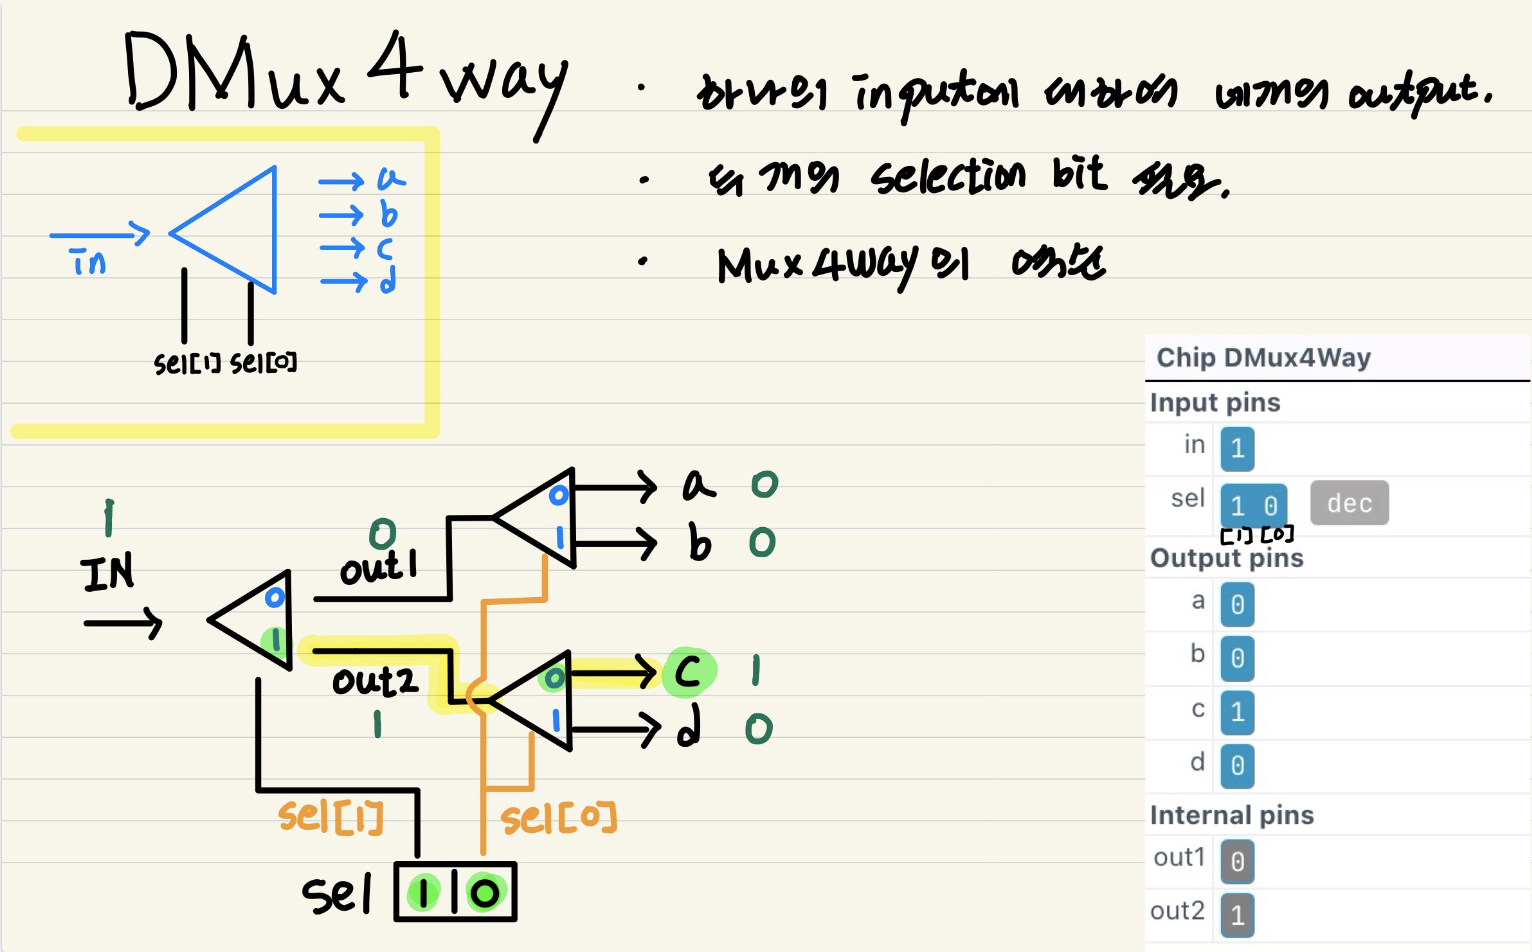 DMux 4 way
· 하나의 input에 대하여 네개의 output.
· 두 개의 selection bit 필요.
· Mux4Way의 역연산
in
a
b
c
d
sel[1] sel[0]
1
IN
0
1
0
out1
out2
1
0
1
a 0
b 0
0
1
c 1
d 0
sel[1]
sel[0]
sel 1 0
Chip DMux4Way
Input pins
in 1
sel 1 0 dec
[1] [0]
Output pins
a 0
b 0
c 1
d 0
Internal pins
out1 0
out2 1